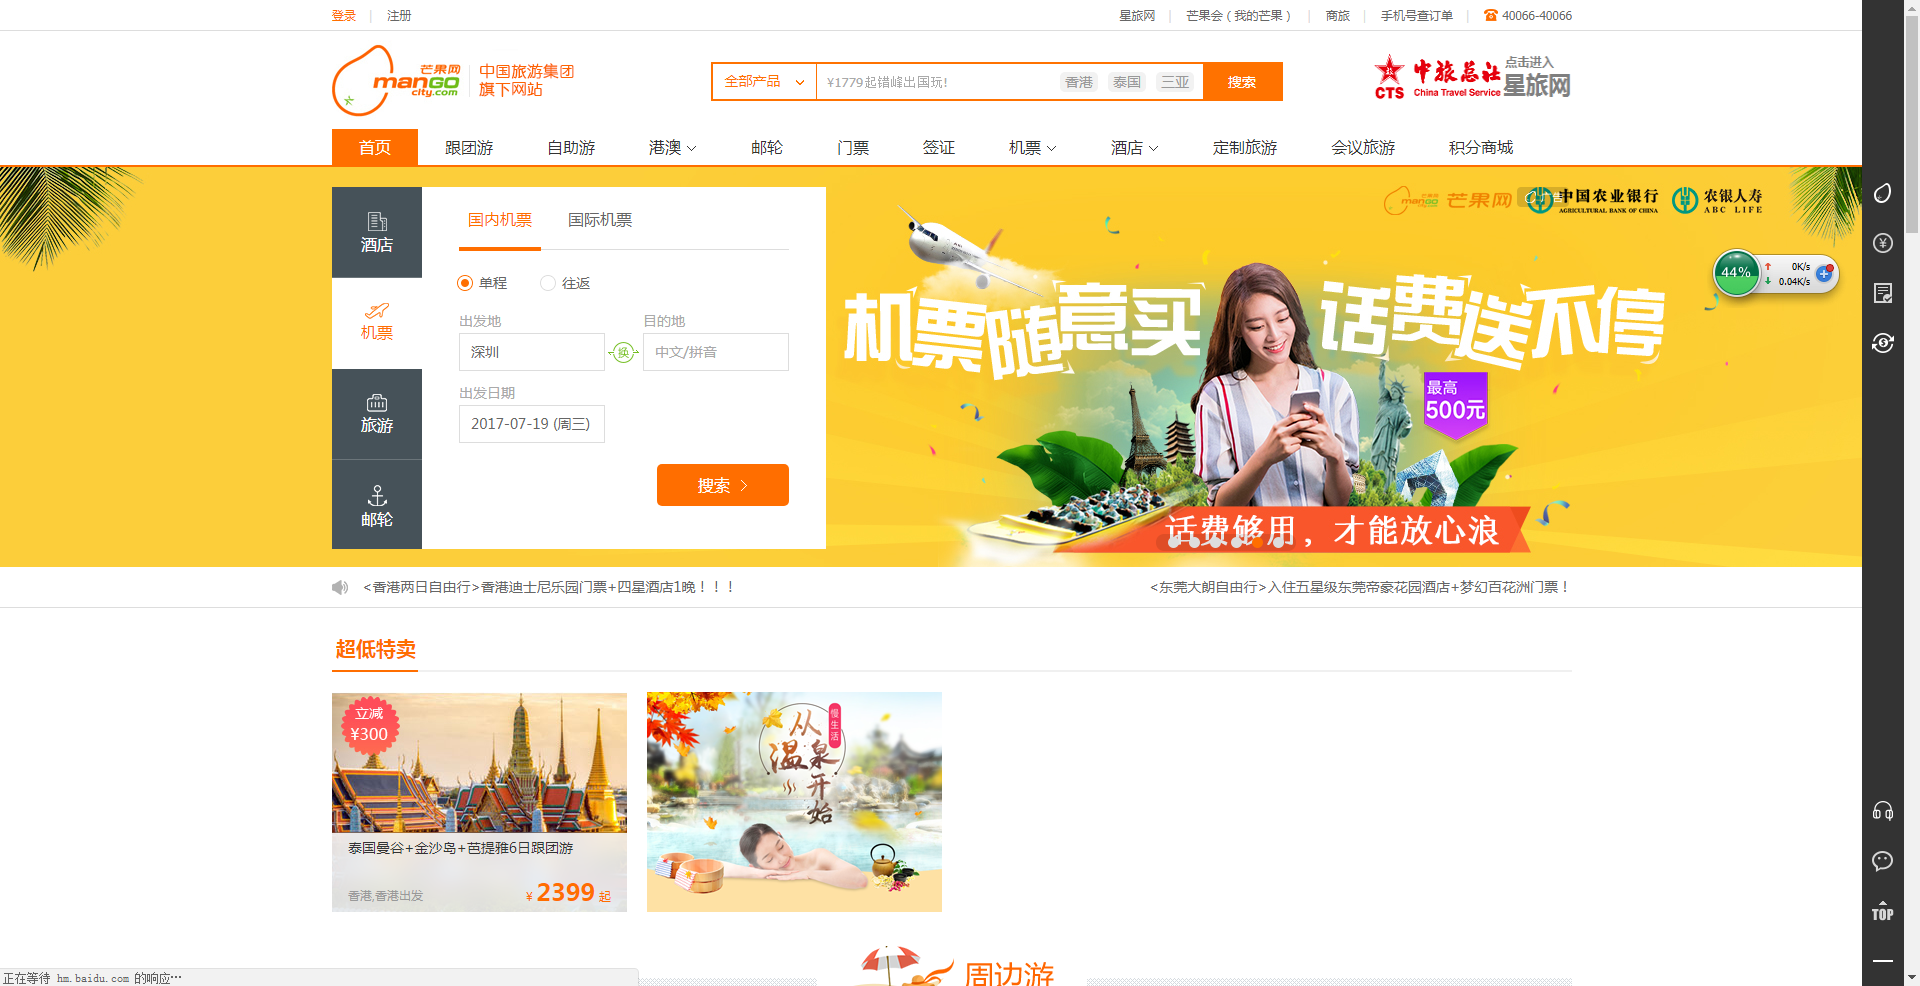 登录 | 注册
星旅网 | 芒果会 ( 我的芒果 ) | 商旅 | 手机号查订单 | 40066-40066
芒果网
mango
city.com
中国旅游集团
旗下网站
全部产品
¥1779起错峰出国玩!
香港 泰国 三亚
搜索
CTS
中旅总社
China Travel Service
点击进入
星旅网
首页 跟团游 自助游 港澳 邮轮 门票 签证 机票 酒店 定制旅游 会议旅游 积分商城
酒店
机票
旅游
邮轮
国内机票 国际机票
单程 往返
出发地 目的地
深圳 换 中文/拼音
出发日期
2017-07-19 (周三)
搜索
mango 芒果网
中国农业银行
AGRICULTURAL BANK OF CHINA
农银人寿
ABC LIFE
44%
0K/s
0.04K/s
机票随意买 话费送不停
最高
500元
话费够用，才能放心浪
<香港两日自由行>香港迪士尼乐园门票+四星酒店1晚！！！
<东莞大朗自由行>入住五星级东莞帝豪花园酒店+梦幻百花洲门票！
超低特卖
立减
¥300
泰国曼谷+金沙岛+芭提雅6日跟团游
香港,香港出发
¥ 2399 起
从
温泉
开
始
慢生活
周边游
TOP
正在等待 hm.baidu.com 的响应…